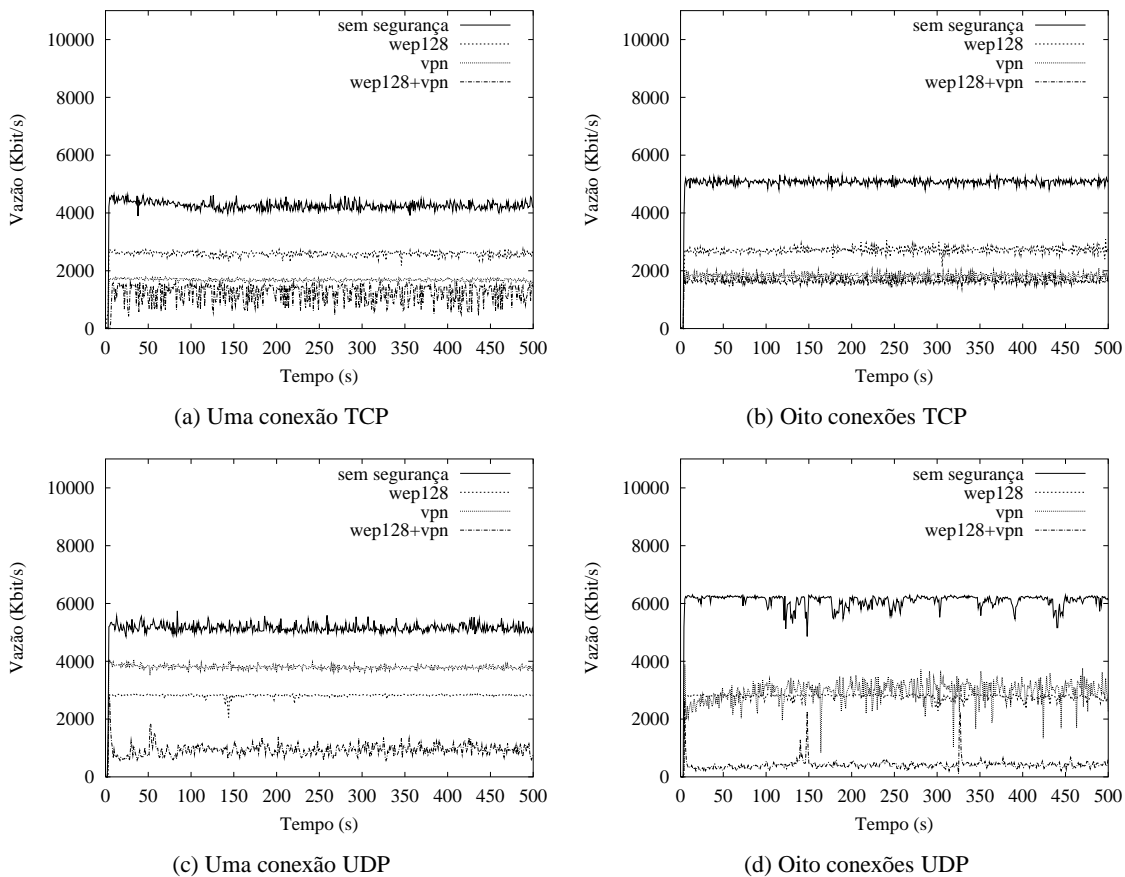 sem segurança
wep128
vpn
wep128+vpn
Vazão (Kbit/s)
10000
8000
6000
4000
2000
0
0 50 100 150 200 250 300 350 400 450 500
Tempo (s)
(a) Uma conexão TCP
sem segurança
wep128
vpn
wep128+vpn
Vazão (Kbit/s)
10000
8000
6000
4000
2000
0
0 50 100 150 200 250 300 350 400 450 500
Tempo (s)
(b) Oito conexões TCP
sem segurança
wep128
vpn
wep128+vpn
Vazão (Kbit/s)
10000
8000
6000
4000
2000
0
0 50 100 150 200 250 300 350 400 450 500
Tempo (s)
(c) Uma conexão UDP
sem segurança
wep128
vpn
wep128+vpn
Vazão (Kbit/s)
10000
8000
6000
4000
2000
0
0 50 100 150 200 250 300 350 400 450 500
Tempo (s)
(d) Oito conexões UDP